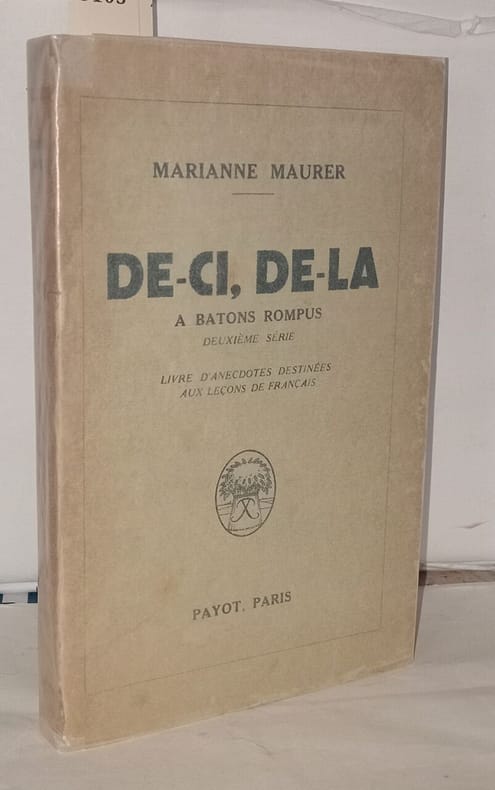 MARIANNE MAURER
DE-CI, DE-LA
A BATONS ROMPUS
DEUXIÈME SÉRIE
LIVRE D'ANECDOTES DESTINÉES
AUX LEÇONS DE FRANÇAIS
PAYOT, PARIS